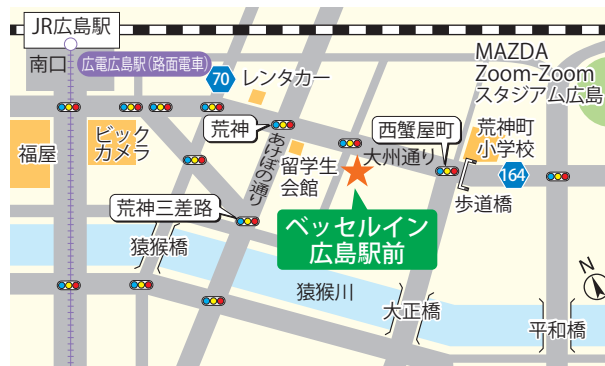 JR広島駅
南口
広電広島駅(路面電車)
70
レンタカー
MAZDA
Zoom-Zoom
スタジアム広島
福屋
ビック
カメラ
荒神
あけぼの通り
留学生
会館
西蟹屋町
大州通り
荒神町
小学校
164
歩道橋
荒神三差路
ベッセルイン
広島駅前
猿猴橋
猿猴川
大正橋
平和橋
N